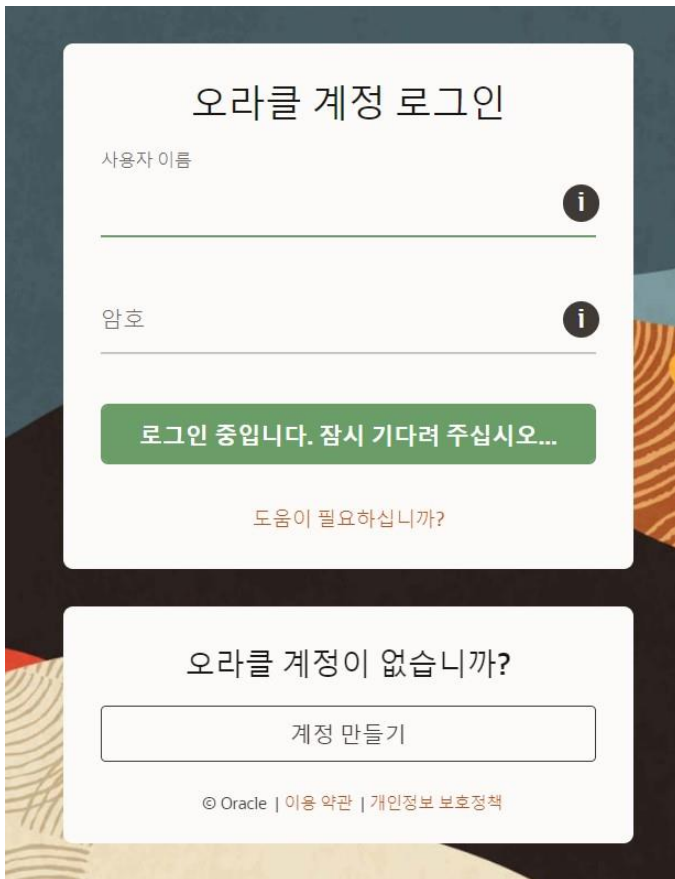 오라클 계정 로그인
사용자 이름
i
암호
i
로그인 중입니다. 잠시 기다려 주십시오...
도움이 필요하십니까?
오라클 계정이 없습니까?
계정 만들기
© Oracle | 이용 약관 | 개인정보 보호정책